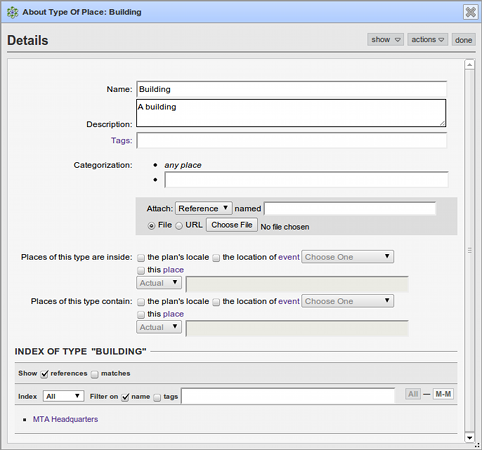 About Type Of Place: Building
Details
show actions done
Name: Building
A building
Description:
Tags:
Categorization: • any place
•
Attach: Reference named
File URL Choose File No file chosen
Places of this type are inside: the plan's locale the location of event Choose One
this place
Actual
Places of this type contain: the plan's locale the location of event Choose One
this place
Actual
INDEX OF TYPE "BUILDING"
Show references matches
Index All Filter on name tags All — M-M
MTA Headquarters